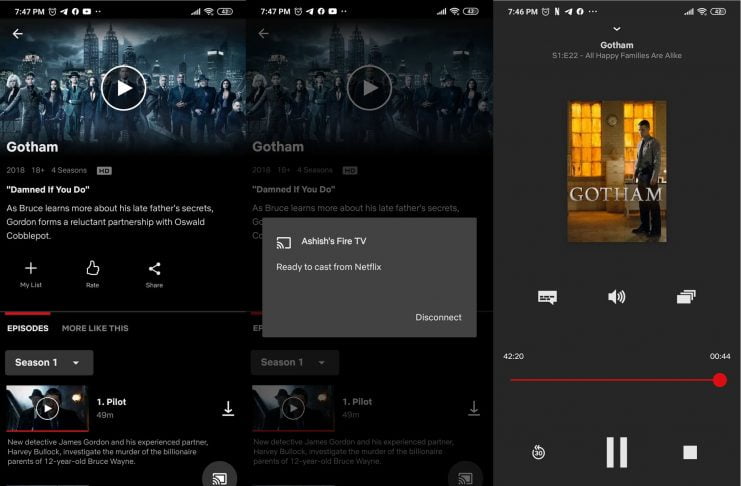 7:47 PM
42
Gotham
2018 18+ 4 Seasons HD
"Damned If You Do"
As Bruce learns more about his late father's secrets,
Gordon forms a reluctant partnership with Oswald
Cobblepot.
My List Rate Share
EPISODES MORE LIKE THIS
Season 1
1. Pilot
49m
New detective James Gordon and his experienced partner,
Harvey Bullock, investigate the murder of the billionaire
parents of 12-year-old Bruce Wayne.
7:47 PM
42
Gotham
2018 18+ 4 Seasons HD
"Damned If You Do"
As Bruce learns more about his late father's secrets,
Ashish's Fire TV
Ready to cast from Netflix
Disconnect
EP
Season 1
1. Pilot
49m
New detective James Gordon and his experienced partner,
Harvey Bullock, investigate the murder of the billionaire
parents of 12-year-old Bruce Wayne.
7:46 PM
42
Gotham
S1:E22 - All Happy Families Are Alike
GOTHAM
42:20 00:44
30